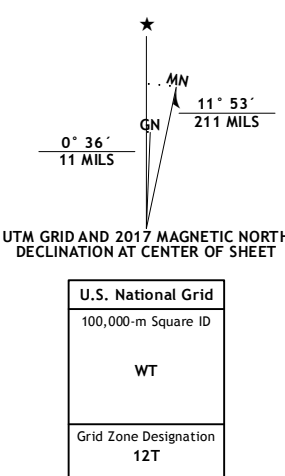 ★
MN
GN
11° 53´
211 MILS
0° 36´
11 MILS
UTM GRID AND 2017 MAGNETIC NORTH
DECLINATION AT CENTER OF SHEET
U.S. National Grid
100,000-m Square ID
WT
Grid Zone Designation
12T